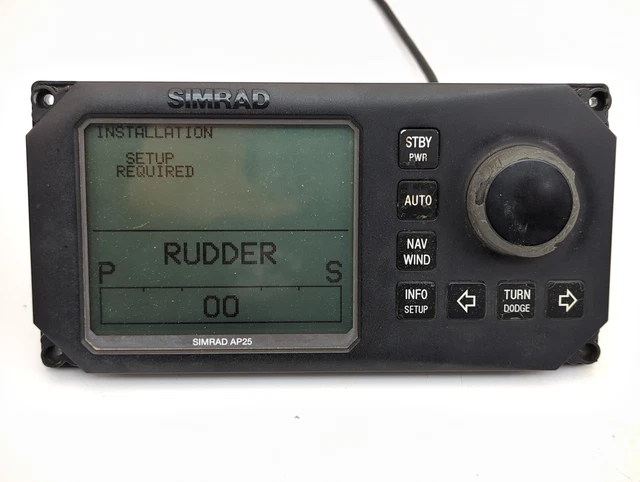 SIMRAD
INSTALLATION
SETUP
REQUIRED
RUDDER
P S
00
SIMRAD AP25
STBY
PWR
AUTO
NAV
WIND
INFO
SETUP
TURN
DODGE